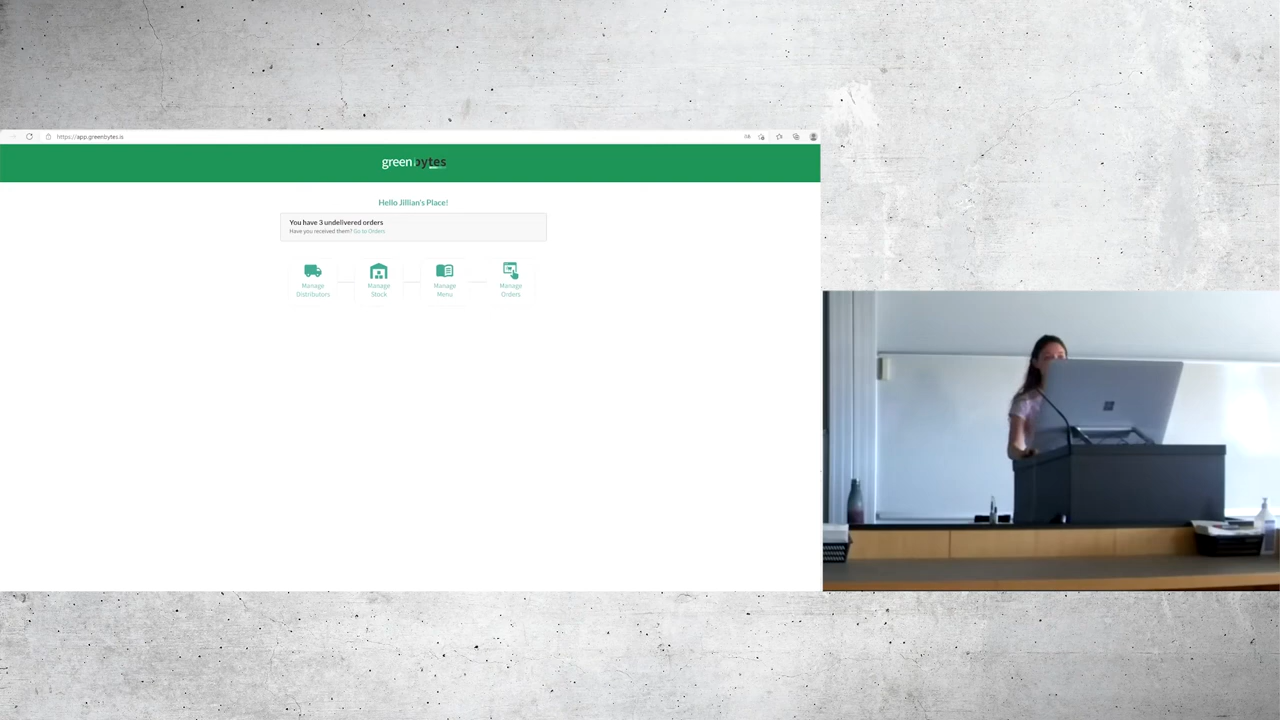 https://app.greenbytes.is
greenbytes
Hello Jillian's Place!
You have 3 undelivered orders
Have you received them? Go to Orders
Manage Distributors
Manage Stock
Manage Menu
Manage Orders